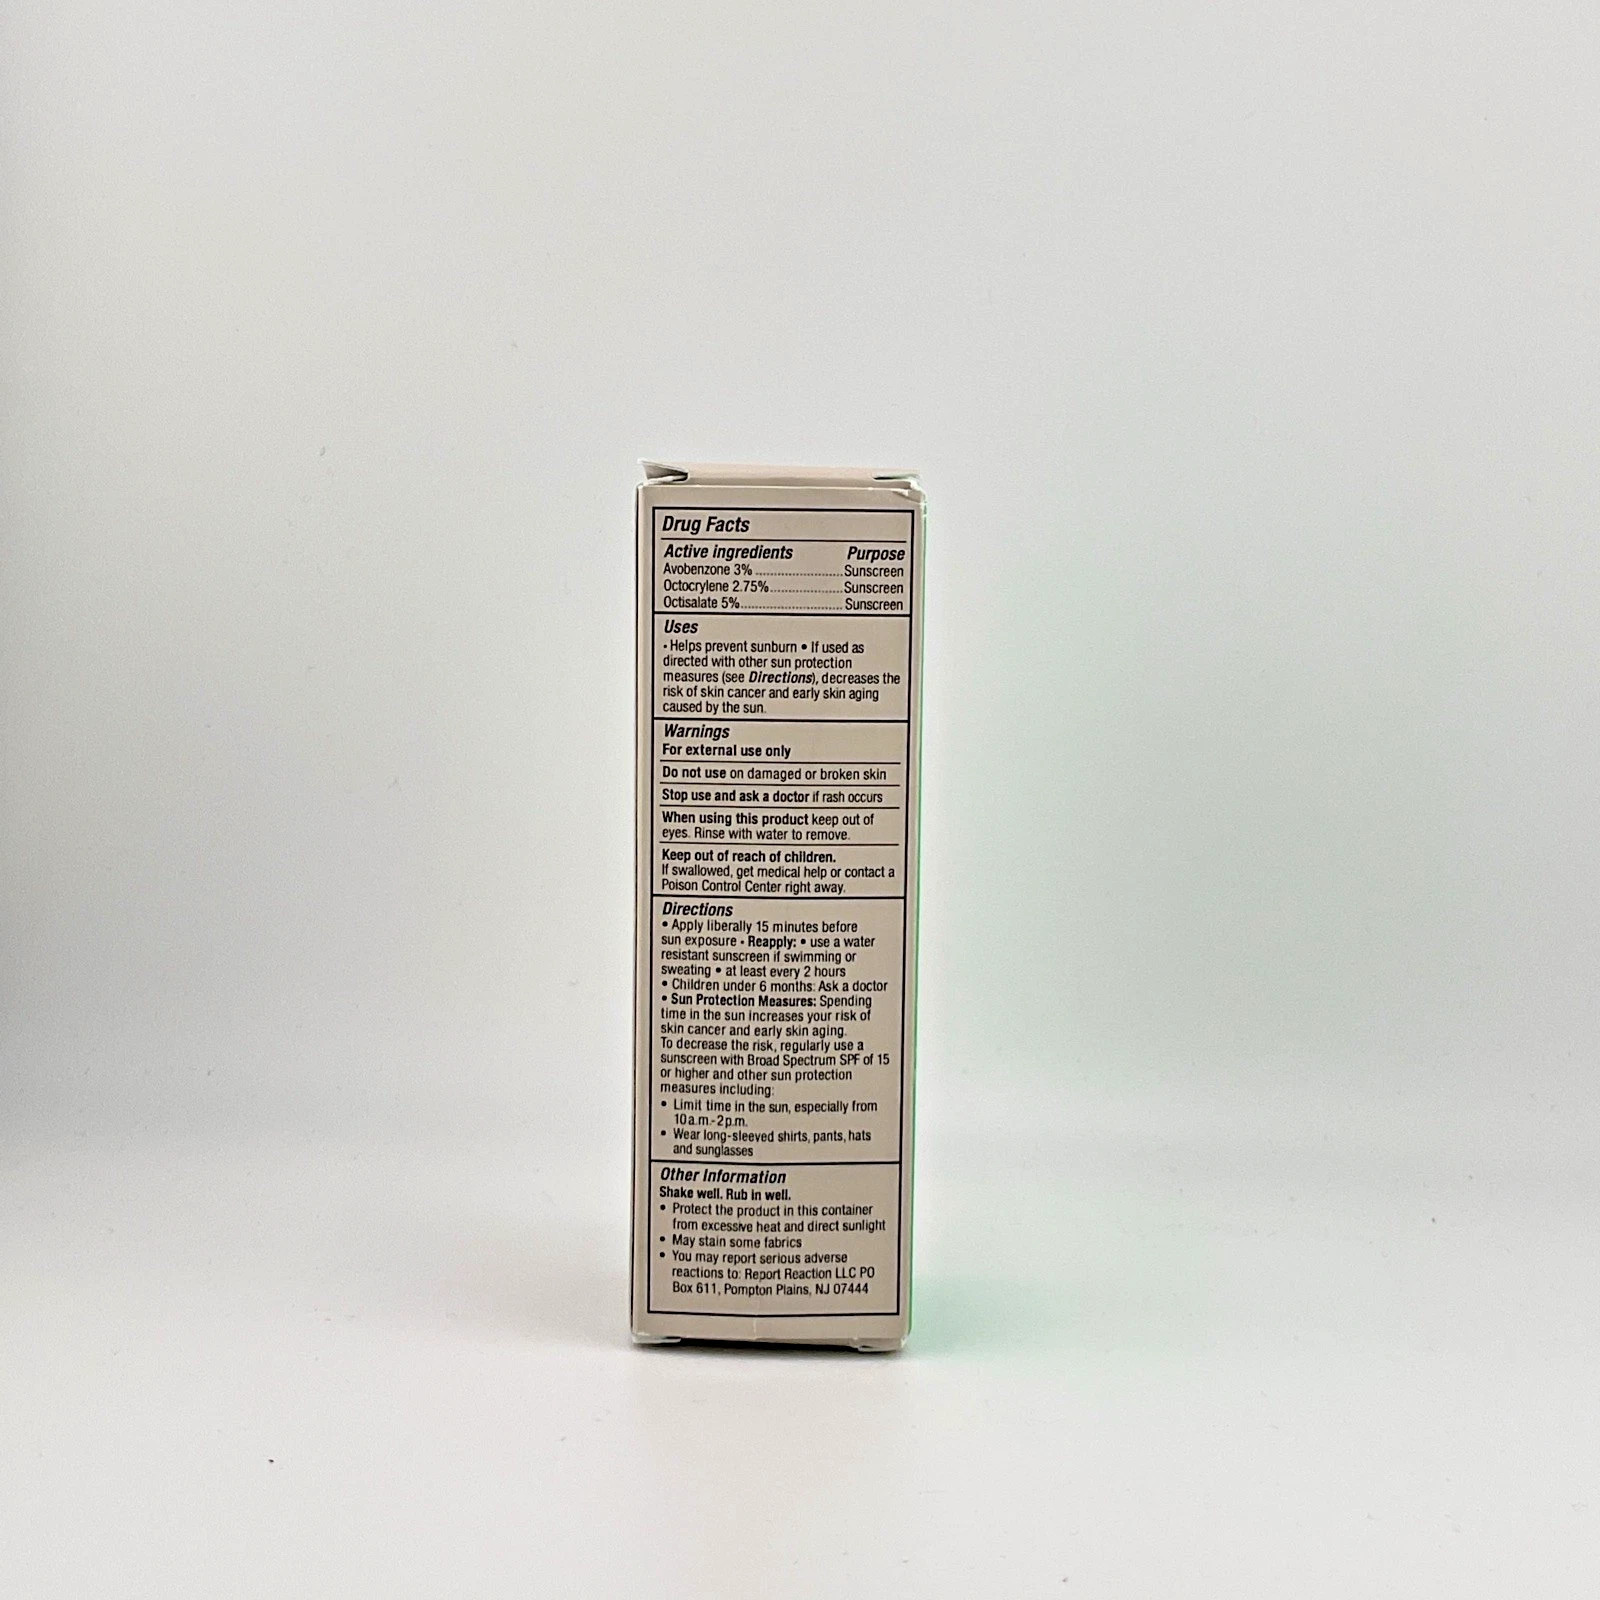 Drug Facts
Active ingredients Purpose
Avobenzone 3%..................Sunscreen
Octocrylene 2.75%...............Sunscreen
Octisalate 5%.....................Sunscreen
Uses
• Helps prevent sunburn • If used as
directed with other sun protection
measures (see Directions), decreases the
risk of skin cancer and early skin aging
caused by the sun.
Warnings
For external use only
Do not use on damaged or broken skin
Stop use and ask a doctor if rash occurs
When using this product keep out of
eyes. Rinse with water to remove.
Keep out of reach of children.
If swallowed, get medical help or contact a
Poison Control Center right away.
Directions
• Apply liberally 15 minutes before
sun exposure • Reapply: • use a water
resistant sunscreen if swimming or
sweating • at least every 2 hours
• Children under 6 months: Ask a doctor
• Sun Protection Measures: Spending
time in the sun increases your risk of
skin cancer and early skin aging.
To decrease the risk, regularly use a
sunscreen with Broad Spectrum SPF of 15
or higher and other sun protection
measures including:
• Limit time in the sun, especially from
10 a.m.-2 p.m.
• Wear long-sleeved shirts, pants, hats
and sunglasses
Other Information
Shake well. Rub in well.
• Protect the product in this container
from excessive heat and direct sunlight
• May stain some fabrics
• You may report serious adverse
reactions to: Report Reaction LLC PO
Box 611, Pompton Plains, NJ 07444